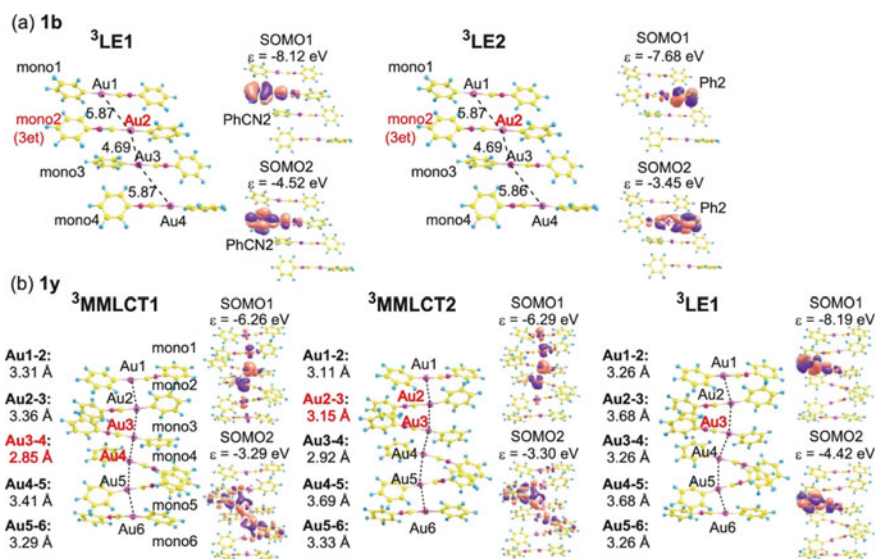 (a) 1b
³LE1
mono1
Au1
5.87
mono2
(3et)
Au2
4.69
Au3
mono3
5.87
mono4
Au4
SOMO1
ε = -8.12 eV
PhCN2
SOMO2
ε = -4.52 eV
PhCN2
³LE2
mono1
Au1
5.87
mono2
(3et)
Au2
4.69
Au3
mono3
5.86
mono4
Au4
SOMO1
ε = -7.68 eV
Ph2
SOMO2
ε = -3.45 eV
Ph2
(b) 1y
³MMLCT1
Au1-2:
3.31 Å
Au2-3:
3.36 Å
Au3-4:
2.85 Å
Au4-5:
3.41 Å
Au5-6:
3.29 Å
Au1
mono1
Au2
mono2
Au3
mono3
Au4
mono4
Au5
mono5
Au6
mono6
SOMO1
ε = -6.26 eV
SOMO2
ε = -3.29 eV
³MMLCT2
Au1-2:
3.11 Å
Au2-3:
3.15 Å
Au3-4:
2.92 Å
Au4-5:
3.69 Å
Au5-6:
3.33 Å
Au1
Au2
Au3
Au4
Au5
Au6
SOMO1
ε = -6.29 eV
SOMO2
ε = -3.30 eV
³LE1
Au1-2:
3.26 Å
Au2-3:
3.68 Å
Au3-4:
3.26 Å
Au4-5:
3.68 Å
Au5-6:
3.26 Å
Au1
Au2
Au3
Au4
Au5
Au6
SOMO1
ε = -8.19 eV
SOMO2
ε = -4.42 eV